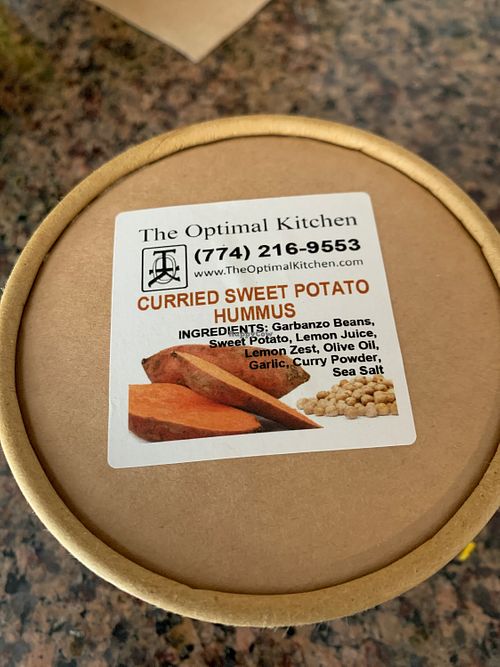 The Optimal Kitchen
(774) 216-9553
www.TheOptimalKitchen.com
CURRIED SWEET POTATO
HUMMUS
INGREDIENTS: Garbanzo Beans,
HappyCow
Sweet Potato, Lemon Juice,
Lemon Zest, Olive Oil,
Garlic, Curry Powder,
Sea Salt